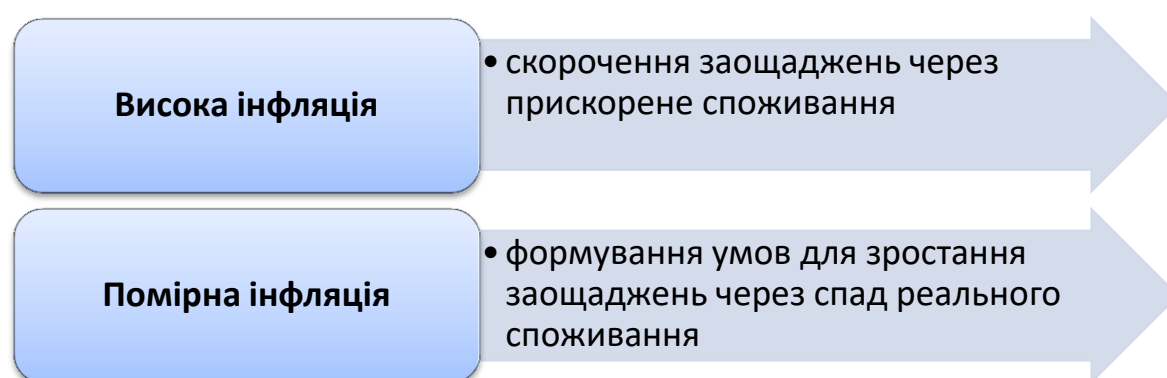 Висока інфляція
• скорочення заощаджень через
прискорене споживання
Помірна інфляція
• формування умов для зростання
заощаджень через спад реального
споживання